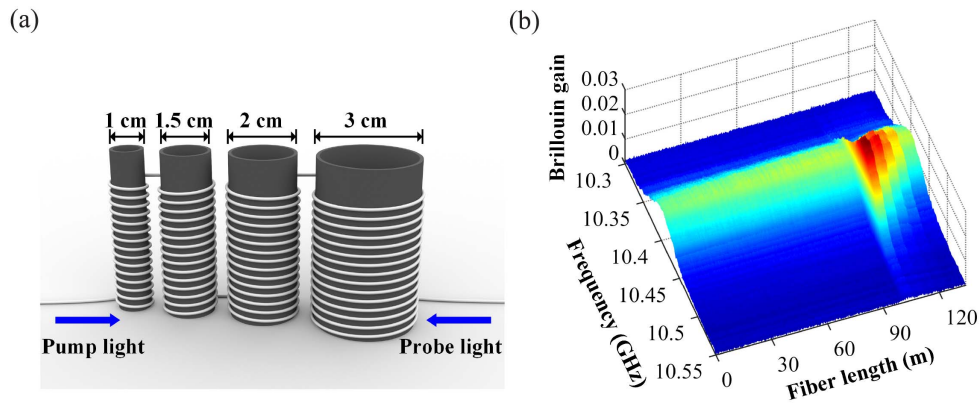 (a)
1 cm 1.5 cm 2 cm 3 cm
Pump light
Probe light
(b)
Brillouin gain
0.03
0.02
0.01
0
10.3
10.35
10.4
10.45
10.5
10.55
Frequency (GHz)
0 30 60 90 120
Fiber length (m)